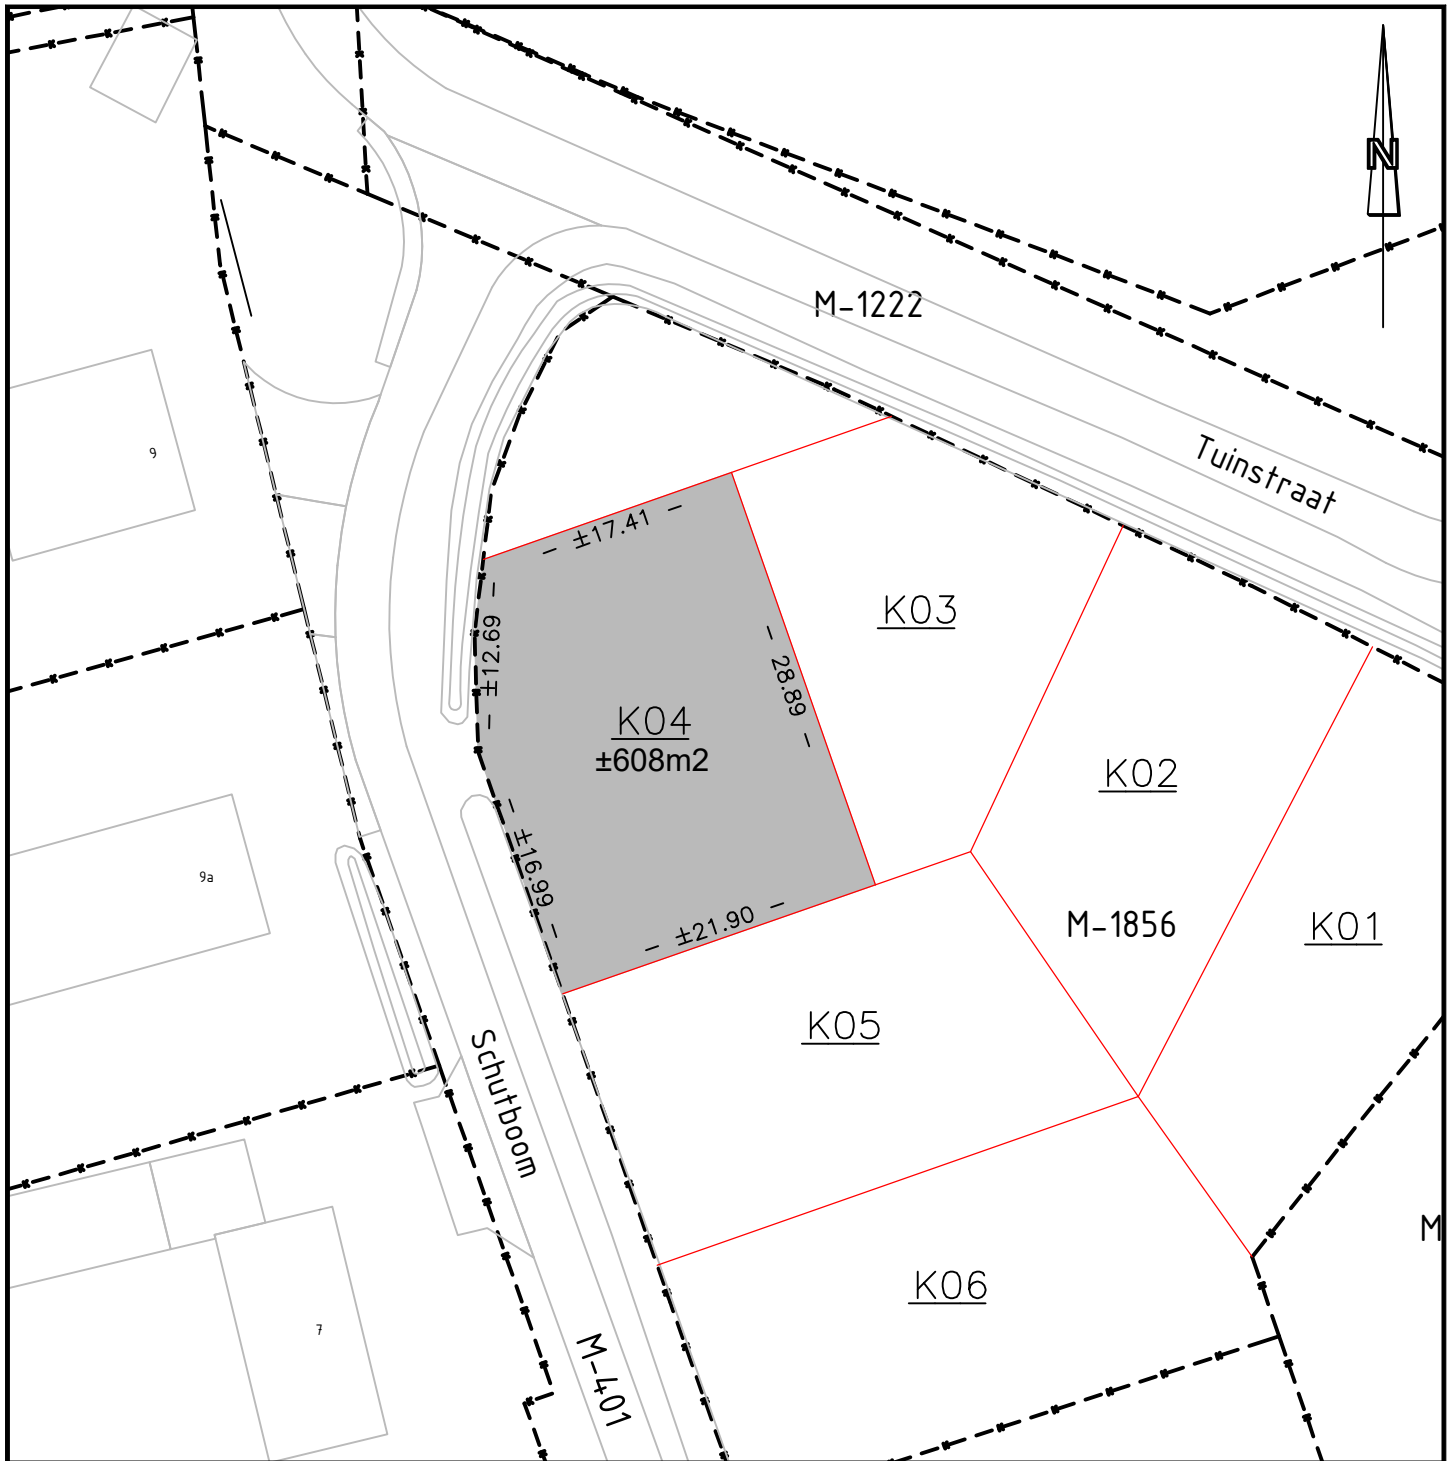 N
M-1222
Tuinstraat
9
- ±17.41 -
K03
- ±12.69 -
- 28.89 -
K04
±608m2
K02
- ±16.99 -
9a
- ±21.90 -
M-1856
K01
K05
Schutboom
M
K06
7
M-401